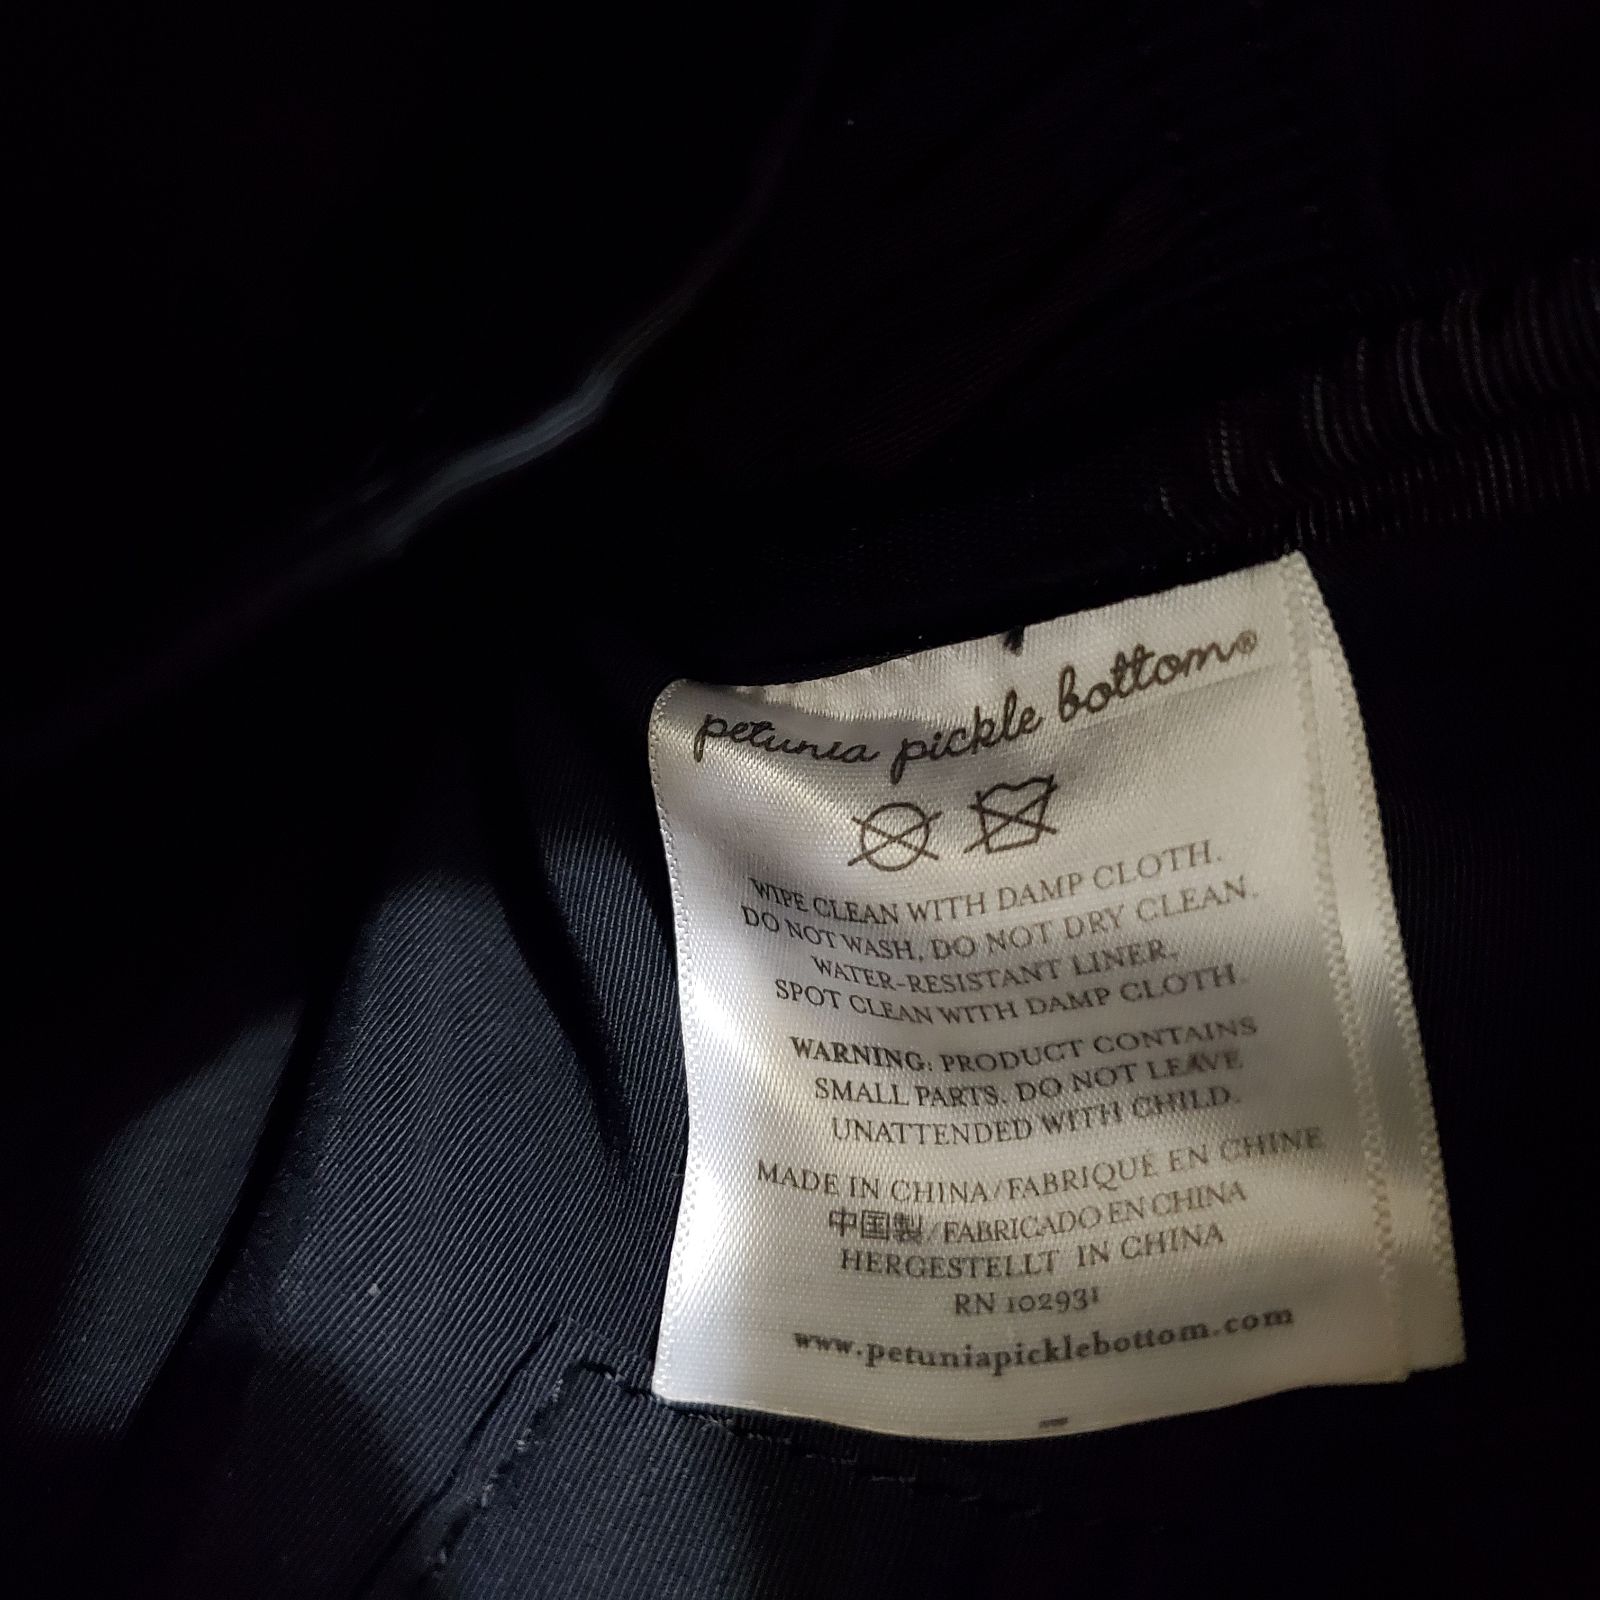 petunia pickle bottom®
WIPE CLEAN WITH DAMP CLOTH.
DO NOT WASH, DO NOT DRY CLEAN.
WATER-RESISTANT LINER,
SPOT CLEAN WITH DAMP CLOTH.
WARNING: PRODUCT CONTAINS
SMALL PARTS. DO NOT LEAVE
UNATTENDED WITH CHILD.
MADE IN CHINA/FABRIQUÉ EN CHINE
中国製/FABRICADO EN CHINA
HERGESTELLT IN CHINA
RN 102931
www.petuniapicklebottom.com